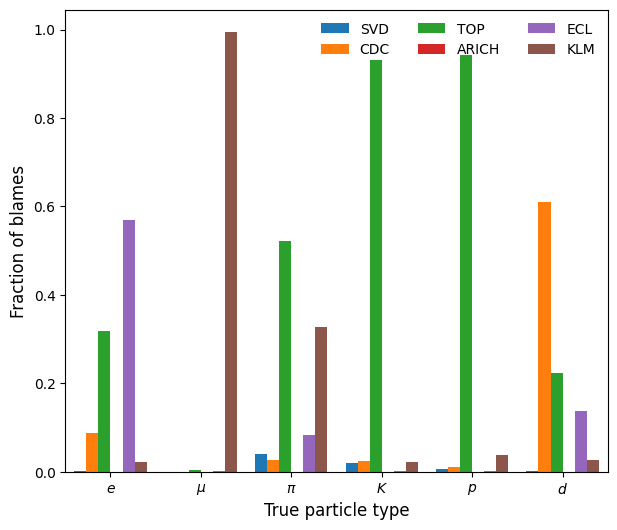 SVD TOP ECL
CDC ARICH KLM
1.0
0.8
0.6
0.4
0.2
0.0
Fraction of blames
e μ π K p d
True particle type